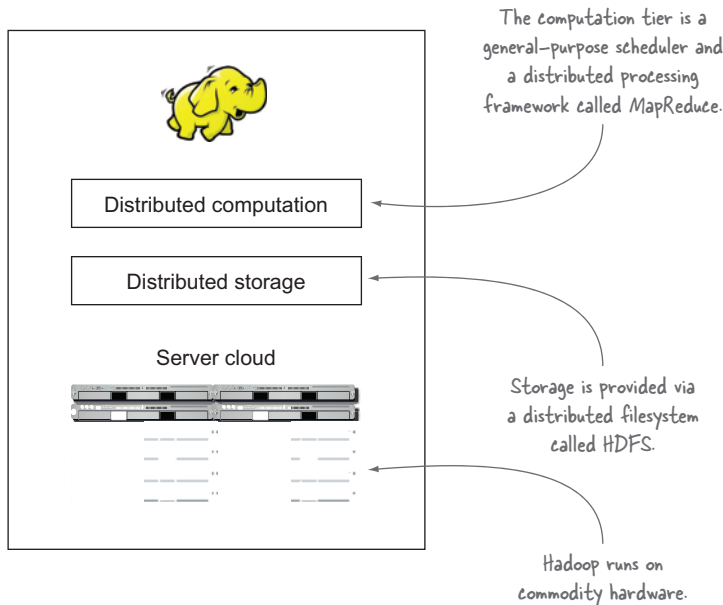 The computation tier is a
general-purpose scheduler and
a distributed processing
framework called MapReduce.
Distributed computation
Distributed storage
Server cloud
Storage is provided via
a distributed filesystem
called HDFS.
Hadoop runs on
commodity hardware.